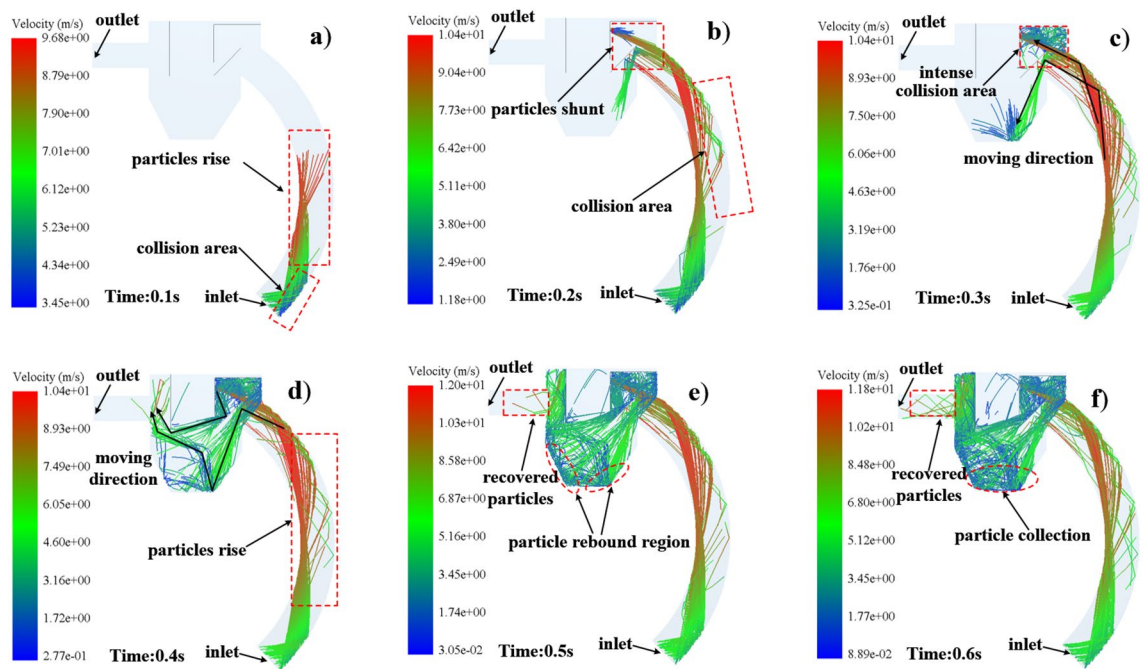 Velocity (m/s)
outlet
a)
9.68e+00
8.79e+00
7.90e+00
7.01e+00
6.12e+00
5.23e+00
4.34e+00
3.45e+00
particles rise
collision area
inlet
Time:0.1s
Velocity (m/s)
outlet
b)
1.04e+01
9.04e+00
7.73e+00
6.42e+00
5.11e+00
3.80e+00
2.49e+00
1.18e+00
particles shunt
collision area
inlet
Time:0.2s
Velocity (m/s)
outlet
c)
1.04e+01
8.93e+00
7.50e+00
6.06e+00
4.63e+00
3.19e+00
1.76e+00
3.25e-01
intense
collision area
moving direction
inlet
Time:0.3s
Velocity (m/s)
outlet
d)
1.04e+01
8.93e+00
7.49e+00
6.05e+00
4.60e+00
3.16e+00
1.72e+00
2.77e-01
moving
direction
particles rise
inlet
Time:0.4s
Velocity (m/s)
outlet
e)
1.20e+01
1.03e+01
8.58e+00
6.87e+00
5.16e+00
3.45e+00
1.74e+00
3.05e-02
recovered
particles
particle rebound region
inlet
Time:0.5s
Velocity (m/s)
outlet
f)
1.18e+01
1.02e+01
8.48e+00
6.80e+00
5.12e+00
3.45e+00
1.77e+00
8.89e-02
recovered
particles
particle collection
inlet
Time:0.6s